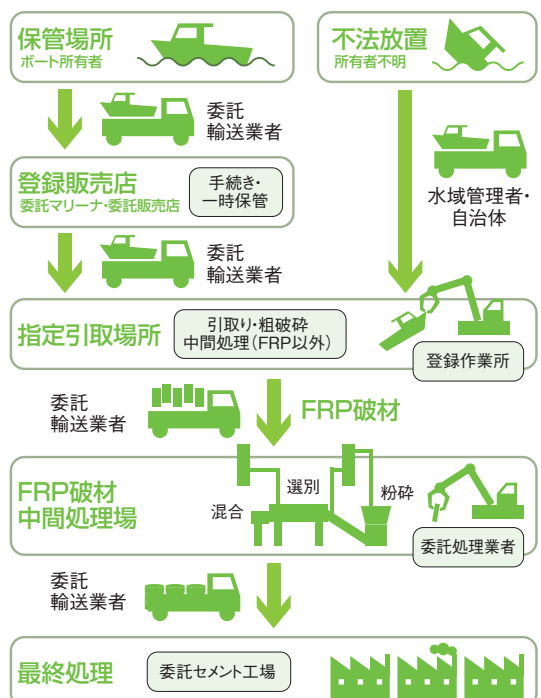 保管場所
ボート所有者
不法放置
所有者不明
委託
輸送業者
登録販売店
委託マリーナ・委託販売店
手続き・
一時保管
水域管理者・
自治体
委託
輸送業者
指定引取場所
引取り・粗破砕
中間処理(FRP以外)
登録作業所
委託
輸送業者
FRP破材
FRP破材
中間処理場
混合
選別
粉砕
委託処理業者
委託
輸送業者
最終処理
委託セメント工場